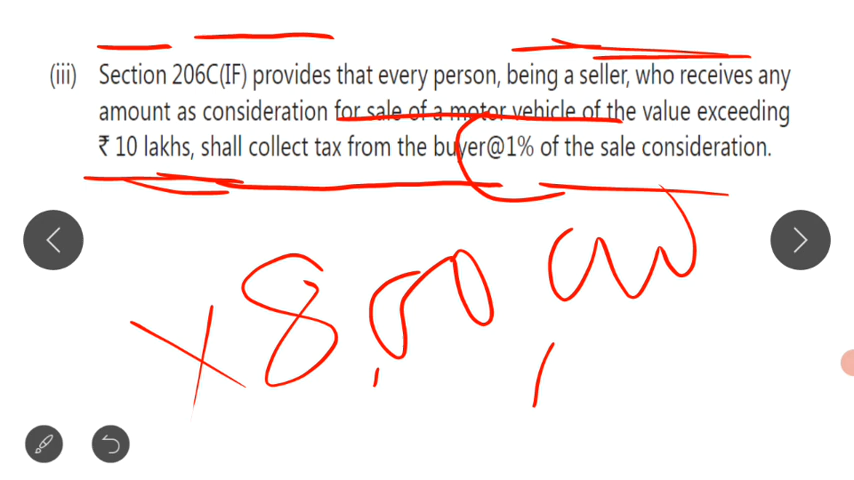 (iii) Section 206C(IF) provides that every person, being a seller, who receives any
amount as consideration for sale of a motor vehicle of the value exceeding
₹ 10 lakhs, shall collect tax from the buyer@1% of the sale consideration.